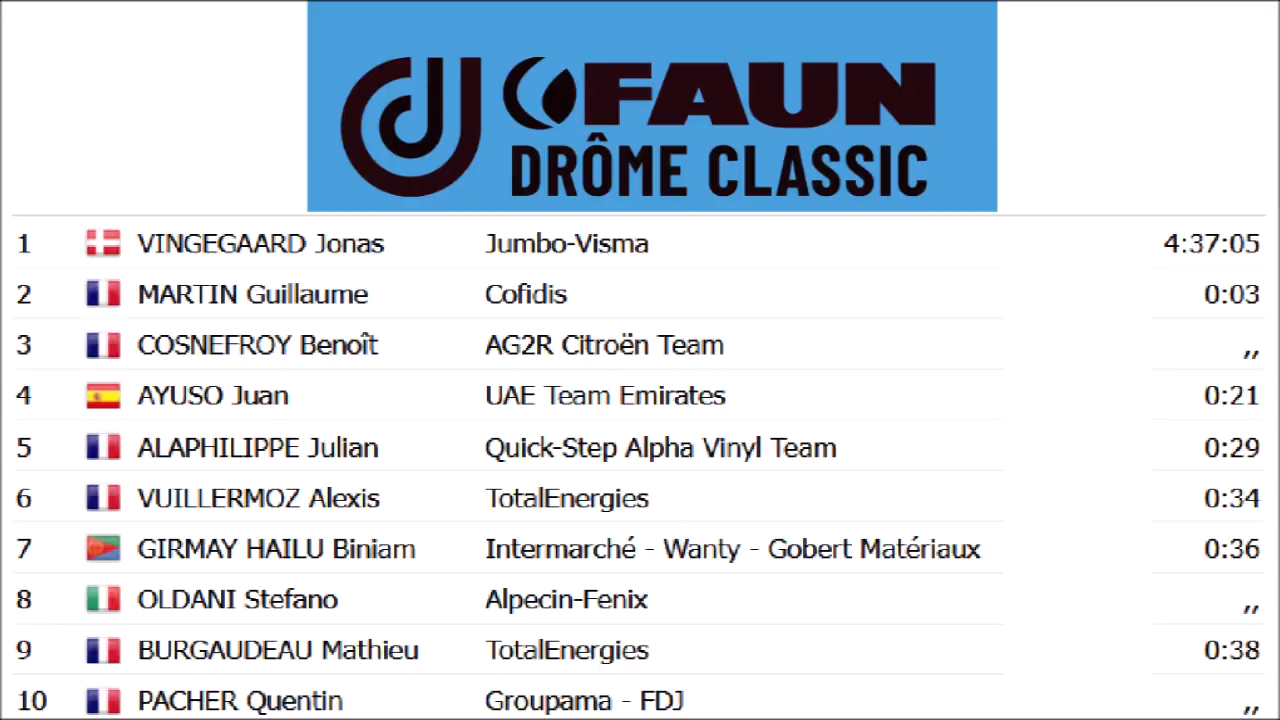 FAUN
DRÔME CLASSIC
1 VINGEGAARD Jonas Jumbo-Visma 4:37:05
2 MARTIN Guillaume Cofidis 0:03
3 COSNEFROY Benoît AG2R Citroën Team ,,
4 AYUSO Juan UAE Team Emirates 0:21
5 ALAPHILIPPE Julian Quick-Step Alpha Vinyl Team 0:29
6 VUILLERMOZ Alexis TotalEnergies 0:34
7 GIRMAY HAILU Biniam Intermarché - Wanty - Gobert Matériaux 0:36
8 OLDANI Stefano Alpecin-Fenix ,,
9 BURGAUDEAU Mathieu TotalEnergies 0:38
10 PACHER Quentin Groupama - FDJ ,,